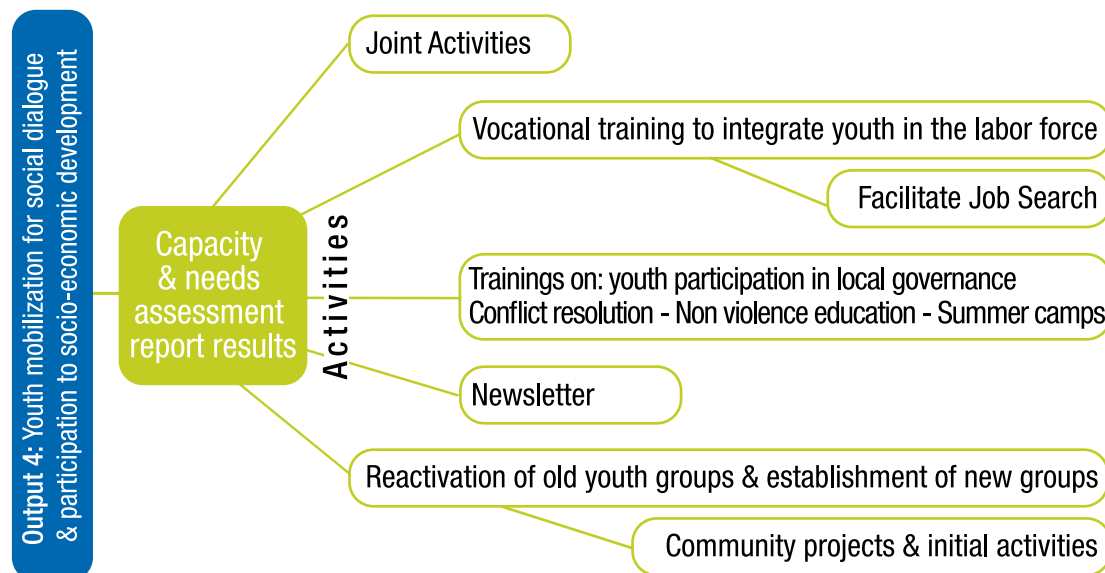 Output 4: Youth mobilization for social dialogue
& participation to socio-economic development
Capacity
& needs
assessment
report results
Activities
Joint Activities
Vocational training to integrate youth in the labor force
Facilitate Job Search
Trainings on: youth participation in local governance
Conflict resolution - Non violence education - Summer camps
Newsletter
Reactivation of old youth groups & establishment of new groups
Community projects & initial activities